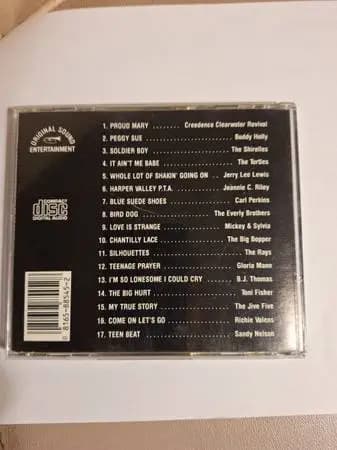 ORIGINAL SOUND
ENTERTAINMENT
1. PROUD MARY ........ Creedence Clearwater Revival
2. PEGGY SUE .......................... Buddy Holly
3. SOLDIER BOY ........................ The Shirelles
4. IT AIN'T ME BABE ...................... The Turtles
5. WHOLE LOT OF SHAKIN' GOING ON .. Jerry Lee Lewis
6. HARPER VALLEY P.T.A. .............. Jeannie C. Riley
7. BLUE SUEDE SHOES .................... Carl Perkins
8. BIRD DOG .................... The Everly Brothers
9. LOVE IS STRANGE ................ Mickey & Sylvia
10. CHANTILLY LACE .................. The Big Bopper
11. SILHOUETTES .......................... The Rays
12. TEENAGE PRAYER .................... Gloria Mann
13. I'M SO LONESOME I COULD CRY ........ B.J. Thomas
14. THE BIG HURT ........................ Toni Fisher
15. MY TRUE STORY .................... The Jive Five
16. COME ON LET'S GO .................. Richie Valens
17. TEEN BEAT ........................ Sandy Nelson
COMPACT
disc
DIGITAL AUDIO
0 8165-88545-2